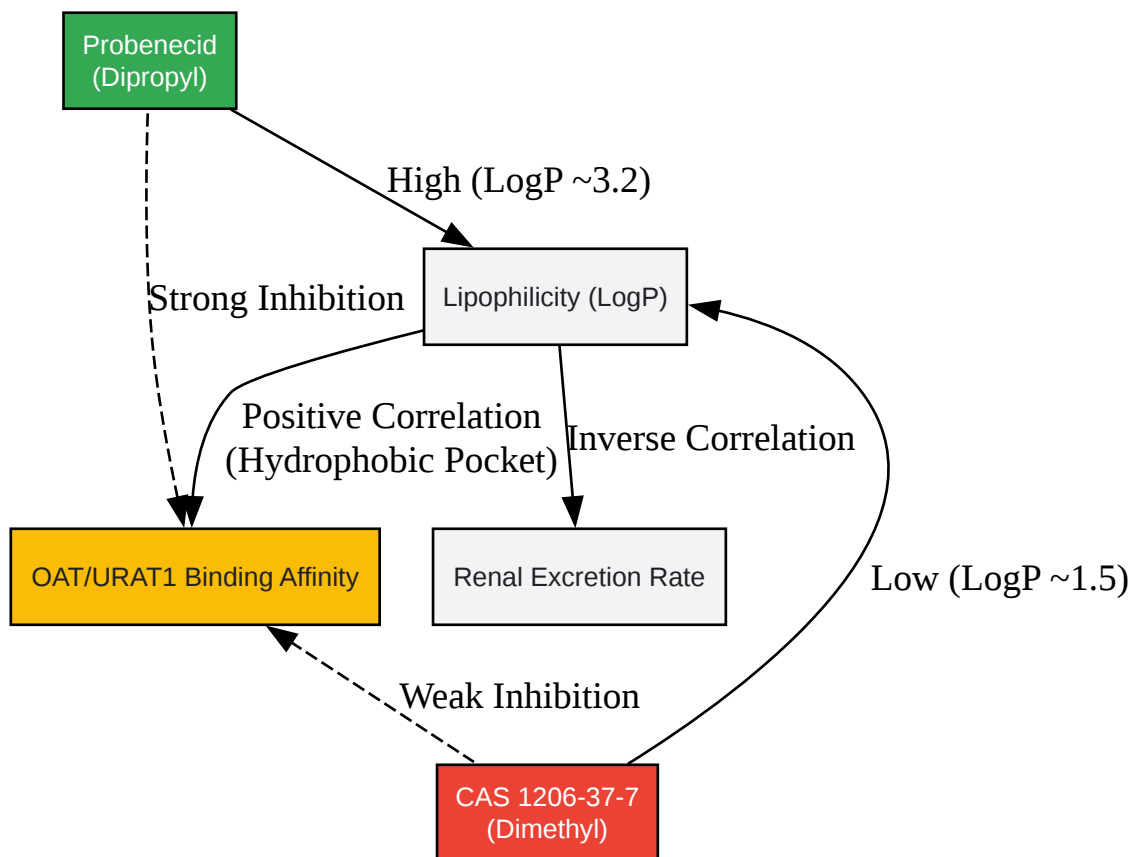 Probenecid
(Dipropyl)
High (LogP ~3.2)
Lipophilicity (LogP)
Strong Inhibition
Positive Correlation
(Hydrophobic Pocket)
Inverse Correlation
OAT/URAT1 Binding Affinity
Renal Excretion Rate
Low (LogP ~1.5)
Weak Inhibition
CAS 1206-37-7
(Dimethyl)